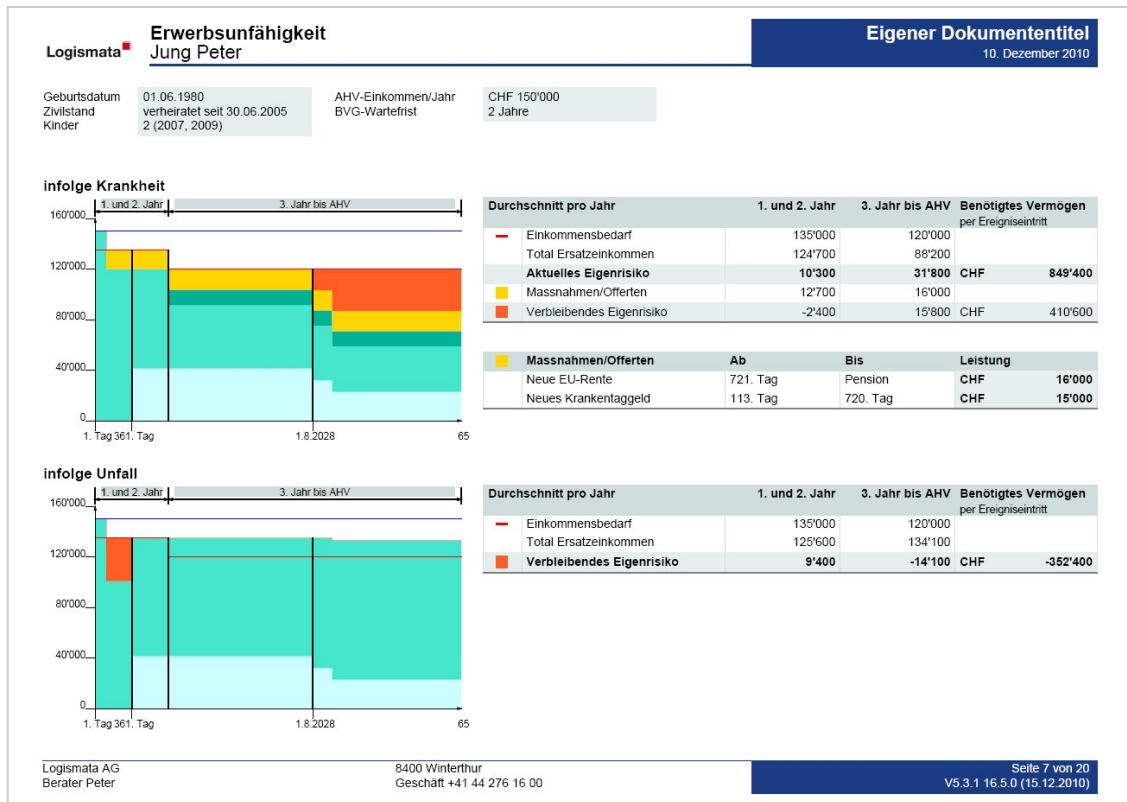 Logismata
Erwerbsunfähigkeit
Jung Peter
Eigener Dokumententitel
10. Dezember 2010
Geburtsdatum 01.06.1980 AHV-Einkommen/Jahr CHF 150'000
Zivilstand verheiratet seit 30.06.2005 BVG-Wartefrist 2 Jahre
Kinder 2 (2007, 2009)
infolge Krankheit
1. und 2. Jahr 3. Jahr bis AHV
160'000
120'000
80'000
40'000
0
1. Tag 361. Tag 1.8.2028 65
Durchschnitt pro Jahr 1. und 2. Jahr 3. Jahr bis AHV Benötigtes Vermögen
per Ereigniseintritt
Einkommensbedarf 135'000 120'000
Total Ersatzeinkommen 124'700 88'200
Aktuelles Eigenrisiko 10'300 31'800 CHF 849'400
Massnahmen/Offerten 12'700 16'000
Verbleibendes Eigenrisiko -2'400 15'800 CHF 410'600
Massnahmen/Offerten Ab Bis Leistung
Neue EU-Rente 721. Tag Pension CHF 16'000
Neues Krankentaggeld 113. Tag 720. Tag CHF 15'000
infolge Unfall
1. und 2. Jahr 3. Jahr bis AHV
160'000
120'000
80'000
40'000
0
1. Tag 361. Tag 1.8.2028 65
Durchschnitt pro Jahr 1. und 2. Jahr 3. Jahr bis AHV Benötigtes Vermögen
per Ereigniseintritt
Einkommensbedarf 135'000 120'000
Total Ersatzeinkommen 125'600 134'100
Verbleibendes Eigenrisiko 9'400 -14'100 CHF -352'400
Logismata AG 8400 Winterthur Seite 7 von 20
Berater Peter Geschäft +41 44 276 16 00 V5.3.1 16.5.0 (15.12.2010)